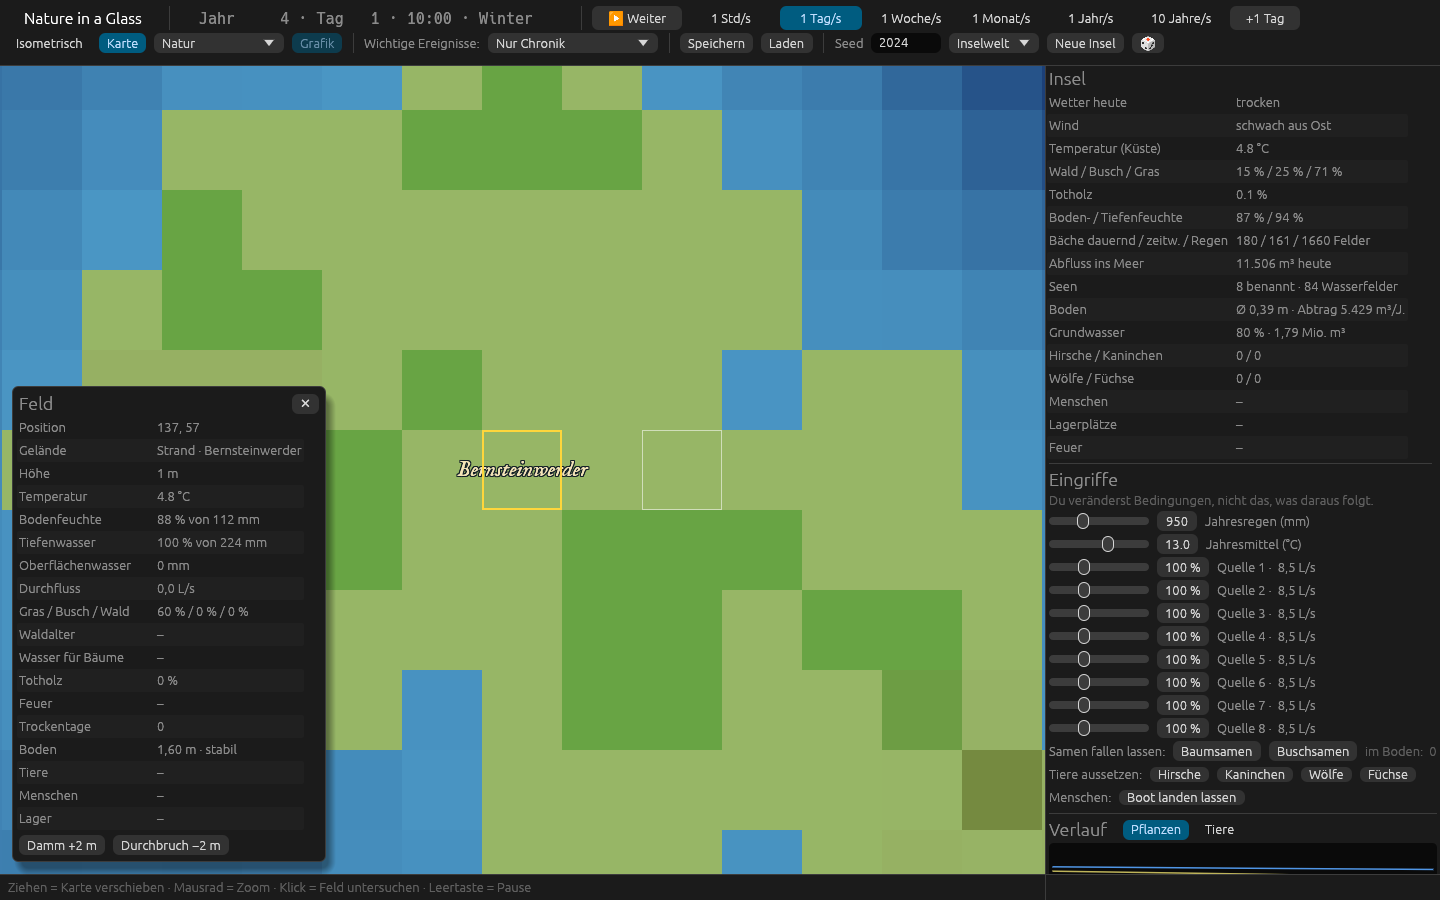 Nature in a Glass Jahr 4 · Tag 1 · 10:00 · Winter Weiter 1 Std/s 1 Tag/s 1 Woche/s 1 Monat/s 1 Jahr/s 10 Jahre/s +1 Tag
Isometrisch Karte Natur Grafik Wichtige Ereignisse: Nur Chronik Speichern Laden Seed 2024 Inselwelt Neue Insel
Bernsteinwerder
Feld ✕
Position 137, 57
Gelände Strand · Bernsteinwerder
Höhe 1 m
Temperatur 4.8 °C
Bodenfeuchte 88 % von 112 mm
Tiefenwasser 100 % von 224 mm
Oberflächenwasser 0 mm
Durchfluss 0,0 L/s
Gras / Busch / Wald 60 % / 0 % / 0 %
Waldalter –
Wasser für Bäume –
Totholz 0 %
Feuer –
Trockentage 0
Boden 1,60 m · stabil
Tiere –
Menschen –
Lager –
Damm +2 m Durchbruch −2 m
Insel
Wetter heute trocken
Wind schwach aus Ost
Temperatur (Küste) 4.8 °C
Wald / Busch / Gras 15 % / 25 % / 71 %
Totholz 0.1 %
Boden- / Tiefenfeuchte 87 % / 94 %
Bäche dauernd / zeitw. / Regen 180 / 161 / 1660 Felder
Abfluss ins Meer 11.506 m³ heute
Seen 8 benannt · 84 Wasserfelder
Boden Ø 0,39 m · Abtrag 5.429 m³/J.
Grundwasser 80 % · 1,79 Mio. m³
Hirsche / Kaninchen 0 / 0
Wölfe / Füchse 0 / 0
Menschen –
Lagerplätze –
Feuer –
Eingriffe
Du veränderst Bedingungen, nicht das, was daraus folgt.
950 Jahresregen (mm)
13.0 Jahresmittel (°C)
100 % Quelle 1 · 8,5 L/s
100 % Quelle 2 · 8,5 L/s
100 % Quelle 3 · 8,5 L/s
100 % Quelle 4 · 8,5 L/s
100 % Quelle 5 · 8,5 L/s
100 % Quelle 6 · 8,5 L/s
100 % Quelle 7 · 8,5 L/s
100 % Quelle 8 · 8,5 L/s
Samen fallen lassen: Baumsamen Buschsamen im Boden: 0
Tiere aussetzen: Hirsche Kaninchen Wölfe Füchse
Menschen: Boot landen lassen
Verlauf Pflanzen Tiere
Ziehen = Karte verschieben · Mausrad = Zoom · Klick = Feld untersuchen · Leertaste = Pause